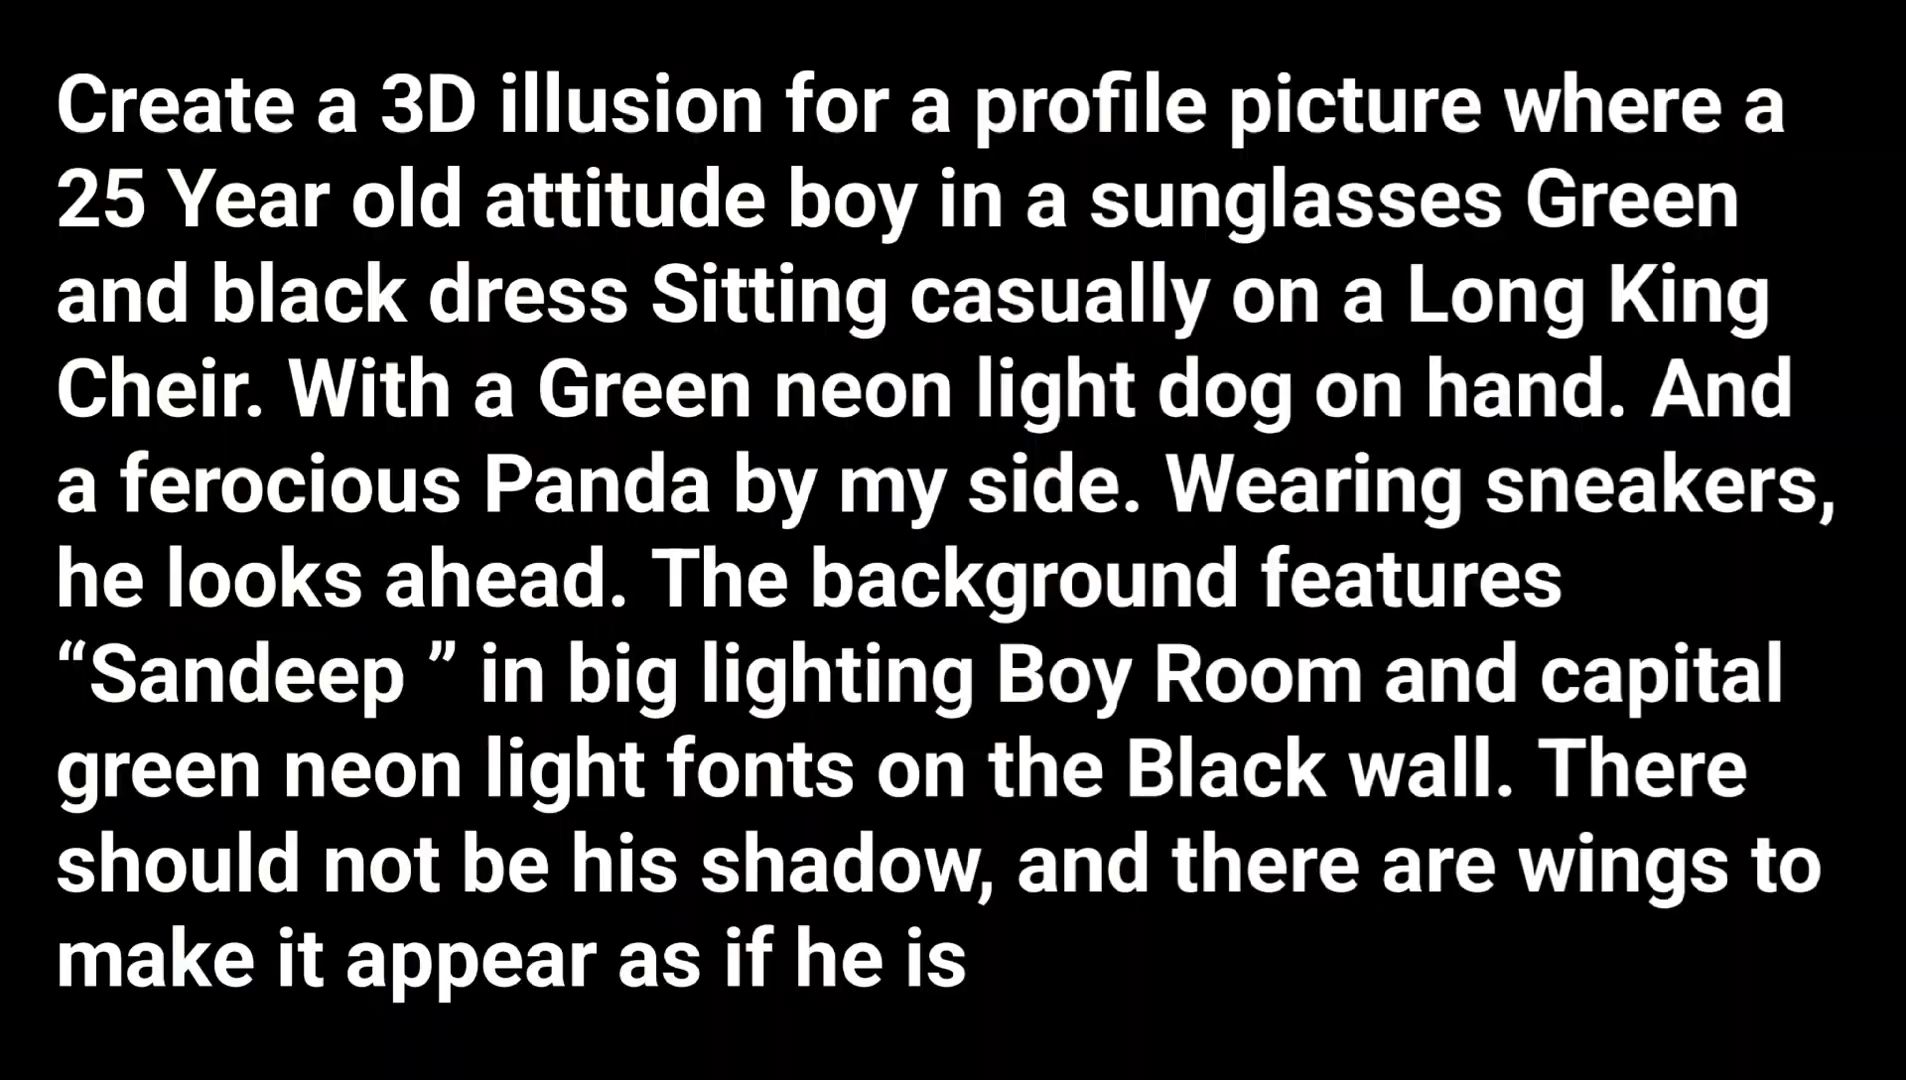 Create a 3D illusion for a profile picture where a
25 Year old attitude boy in a sunglasses Green
and black dress Sitting casually on a Long King
Cheir. With a Green neon light dog on hand. And
a ferocious Panda by my side. Wearing sneakers,
he looks ahead. The background features
“Sandeep ” in big lighting Boy Room and capital
green neon light fonts on the Black wall. There
should not be his shadow, and there are wings to
make it appear as if he is